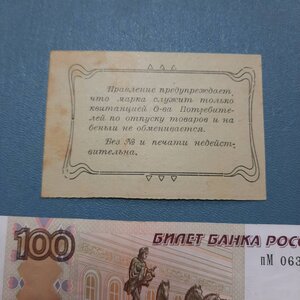 Правление предупреждает,
что марка служит только
квитанцией О-ва Потребите-
лей по отпуску товаров и на
деньги не обменивается.
Без № и печати недейст-
вительна.
100
БИЛЕТ БАНКА РОС
пМ 063